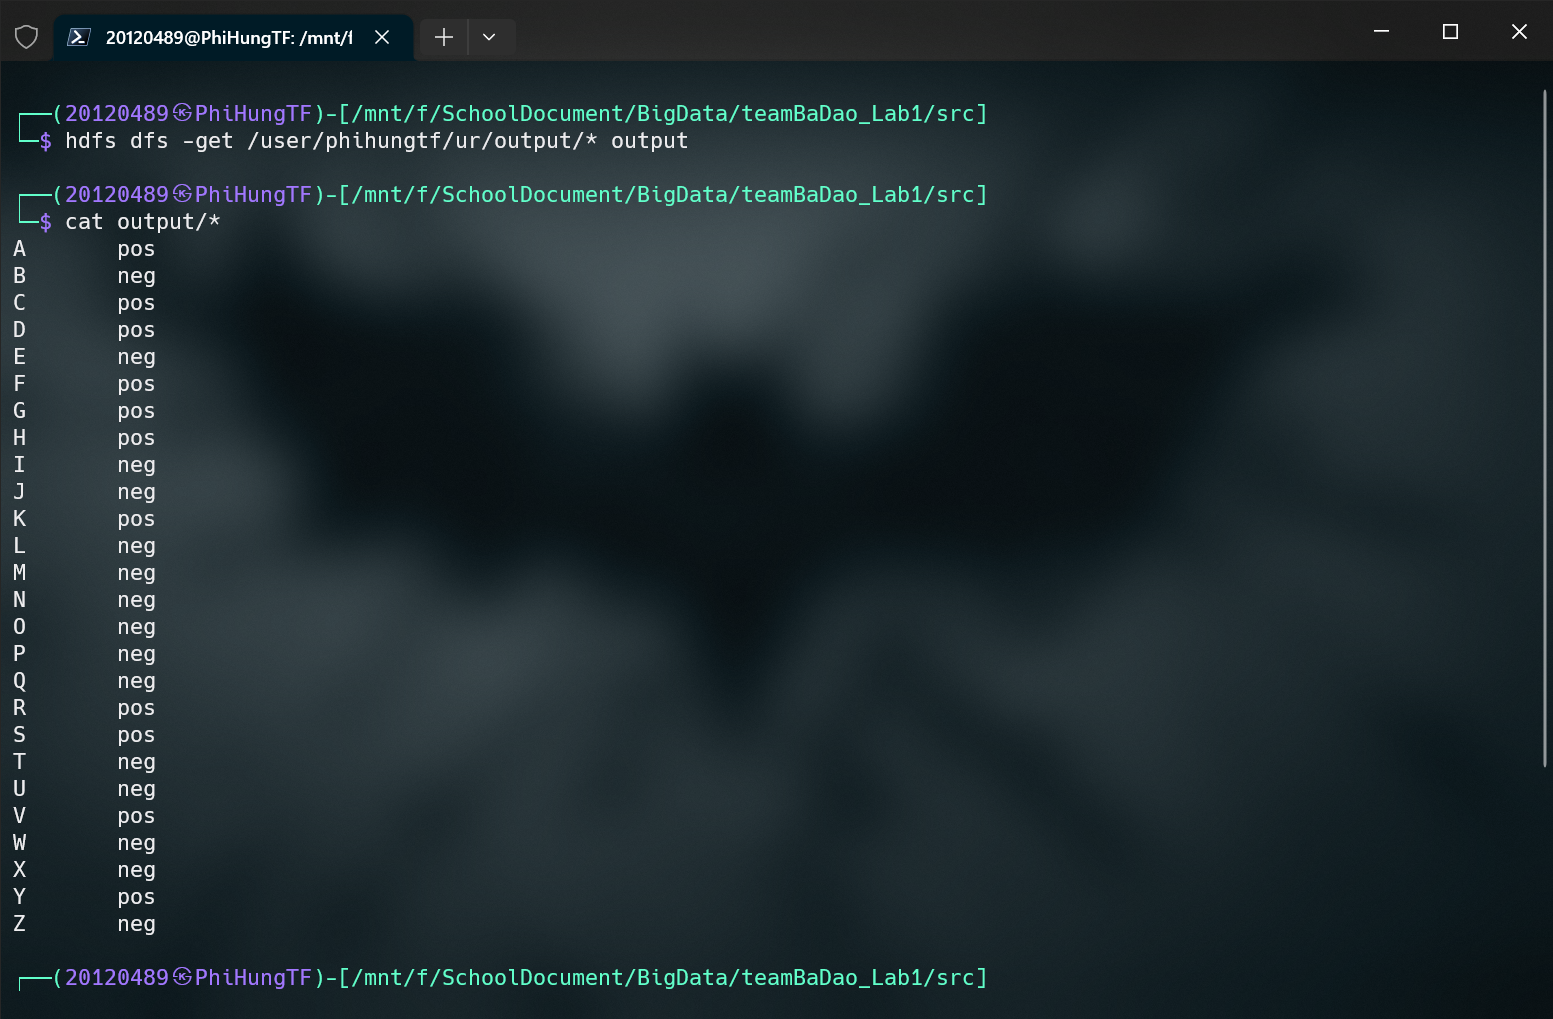 20120489@PhiHungTF: /mnt/f
┌──(20120489㉿PhiHungTF)-[/mnt/f/SchoolDocument/BigData/teamBaDao_Lab1/src]
└─$ hdfs dfs -get /user/phihungtf/ur/output/* output
┌──(20120489㉿PhiHungTF)-[/mnt/f/SchoolDocument/BigData/teamBaDao_Lab1/src]
└─$ cat output/*
A       pos
B       neg
C       pos
D       pos
E       neg
F       pos
G       pos
H       pos
I       neg
J       neg
K       pos
L       neg
M       neg
N       neg
O       neg
P       neg
Q       neg
R       pos
S       pos
T       neg
U       neg
V       pos
W       neg
X       neg
Y       pos
Z       neg
┌──(20120489㉿PhiHungTF)-[/mnt/f/SchoolDocument/BigData/teamBaDao_Lab1/src]